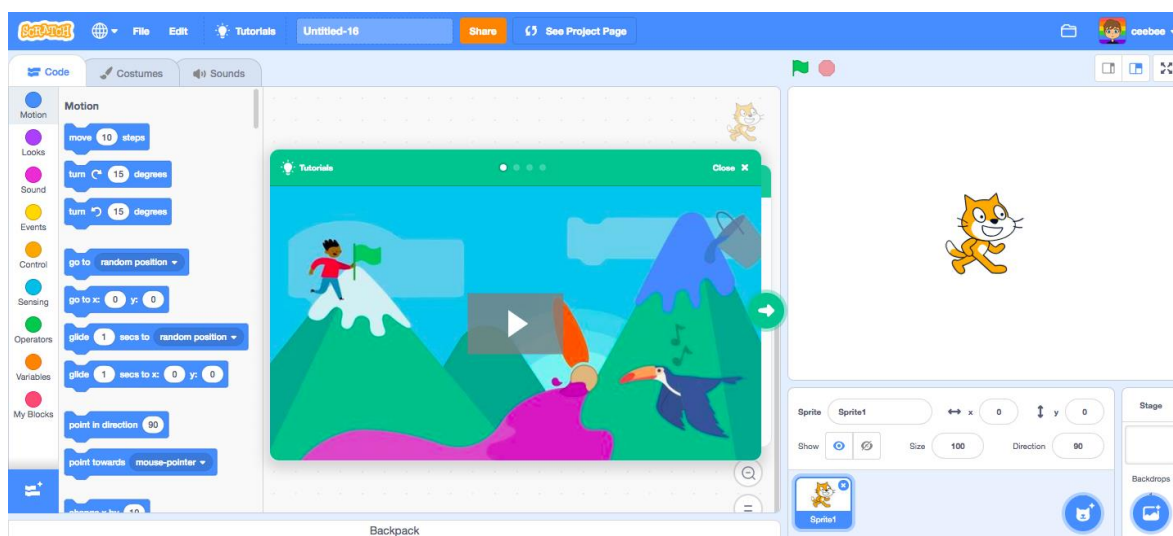 SCRATCH File Edit Tutorials Untitled-16 Share See Project Page ceebee
Code Costumes Sounds
Motion
Looks
Sound
Events
Control
Sensing
Operators
Variables
My Blocks
Motion
move 10 steps
turn 15 degrees
turn 15 degrees
go to random position
go to x: 0 y: 0
glide 1 secs to random position
glide 1 secs to x: 0 y: 0
point in direction 90
point towards mouse-pointer
change x by 10
Tutorials Close
Sprite Sprite1 x 0 y 0
Show Size 100 Direction 90
Sprite1
Stage
Backdrops
Backpack